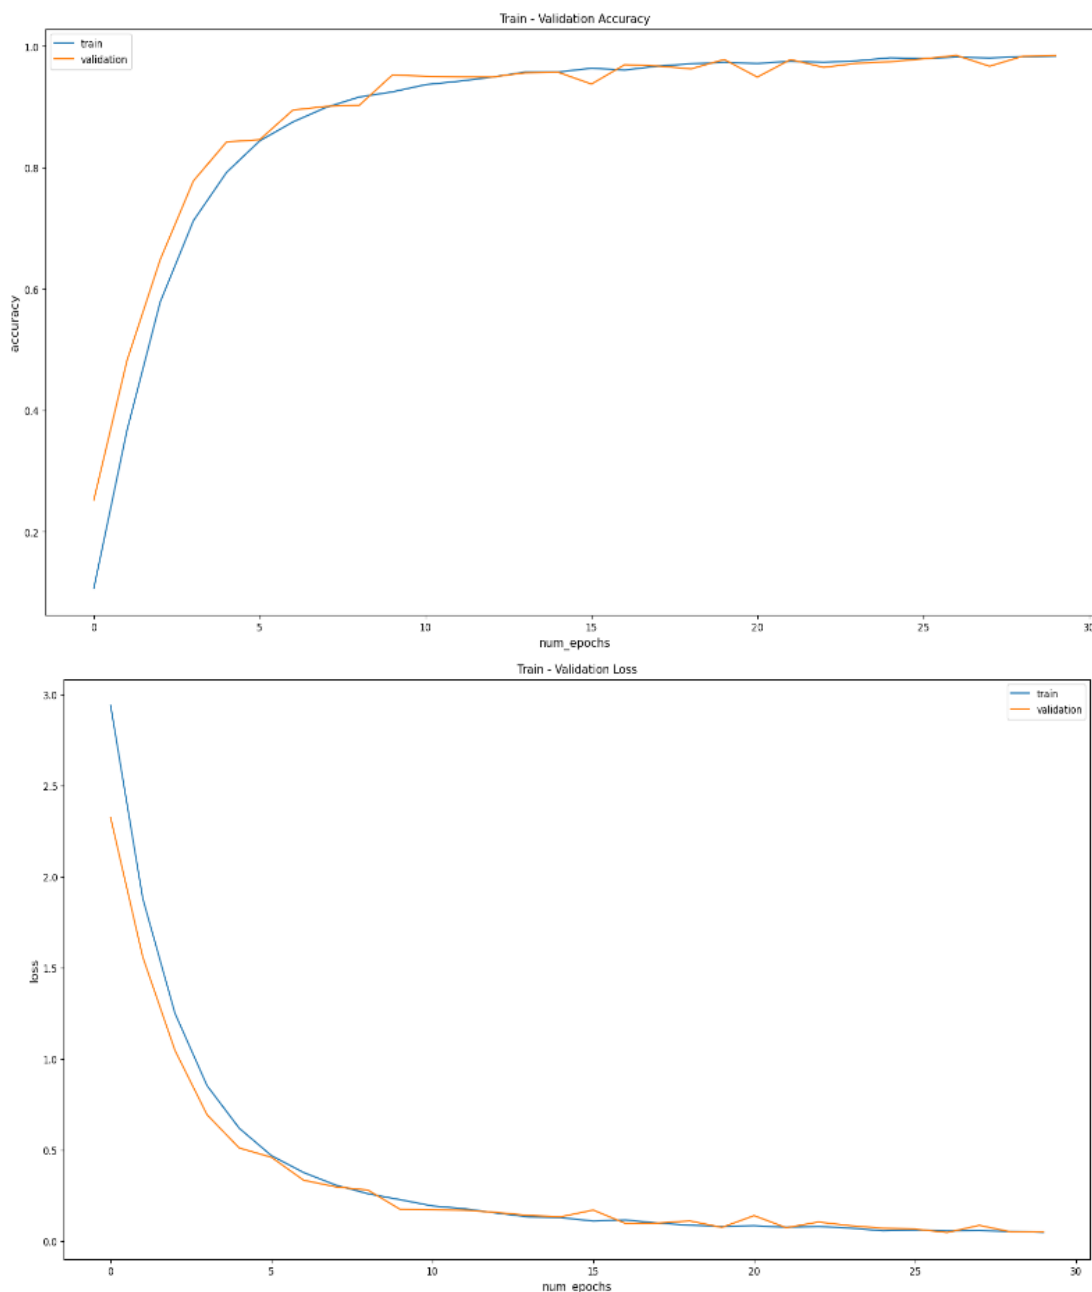 Train - Validation Accuracy
train
validation
1.0
0.8
0.6
0.4
0.2
accuracy
0 5 10 15 20 25 30
num_epochs
Train - Validation Loss
train
validation
3.0
2.5
2.0
1.5
1.0
0.5
0.0
loss
0 5 10 15 20 25 30
num_epochs